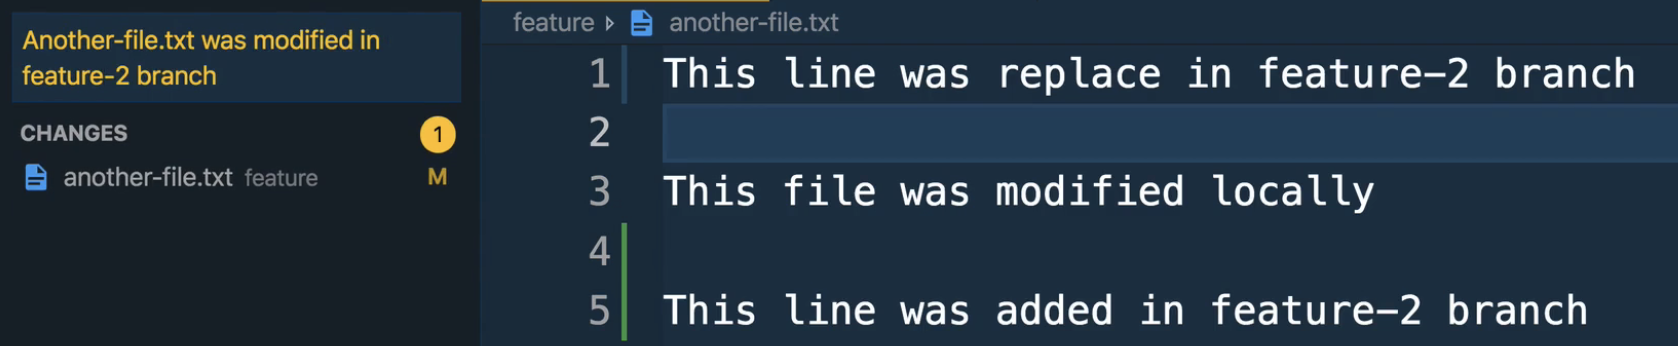 Another-file.txt was modified in
feature-2 branch
CHANGES 1
another-file.txt feature M
feature another-file.txt
1 This line was replace in feature-2 branch
2
3 This file was modified locally
4
5 This line was added in feature-2 branch